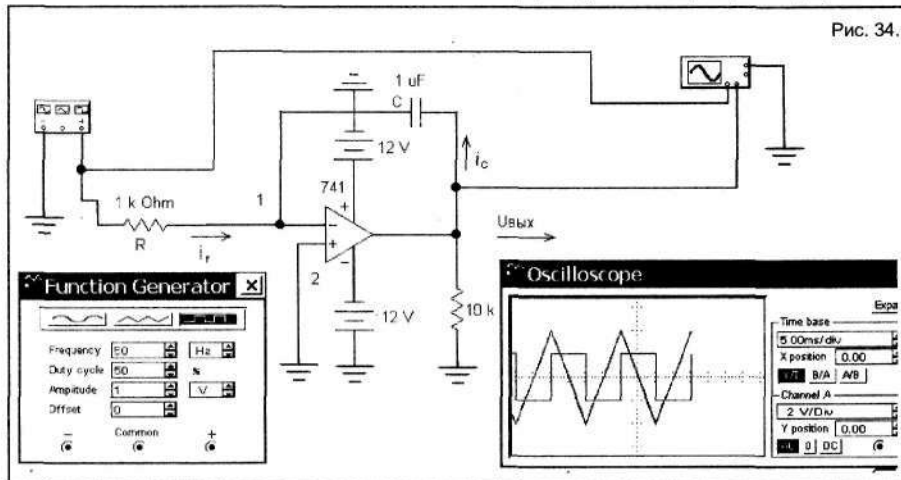 Рис. 34.
1 uF
C
12 V
i_c
741
+
1 k Ohm
1
R
i_r
−
+
2
−
Uвых
12 V
10 k
Function Generator
Frequency 50 Hz
Duty cycle 50 %
Amplitude 1 V
Offset 0
− Common +
Oscilloscope
Expa
Time base
5.00ms/div
X position 0.00
Y/T B/A A/B
Channel A
2 V/Div
Y position 0.00
0 DC